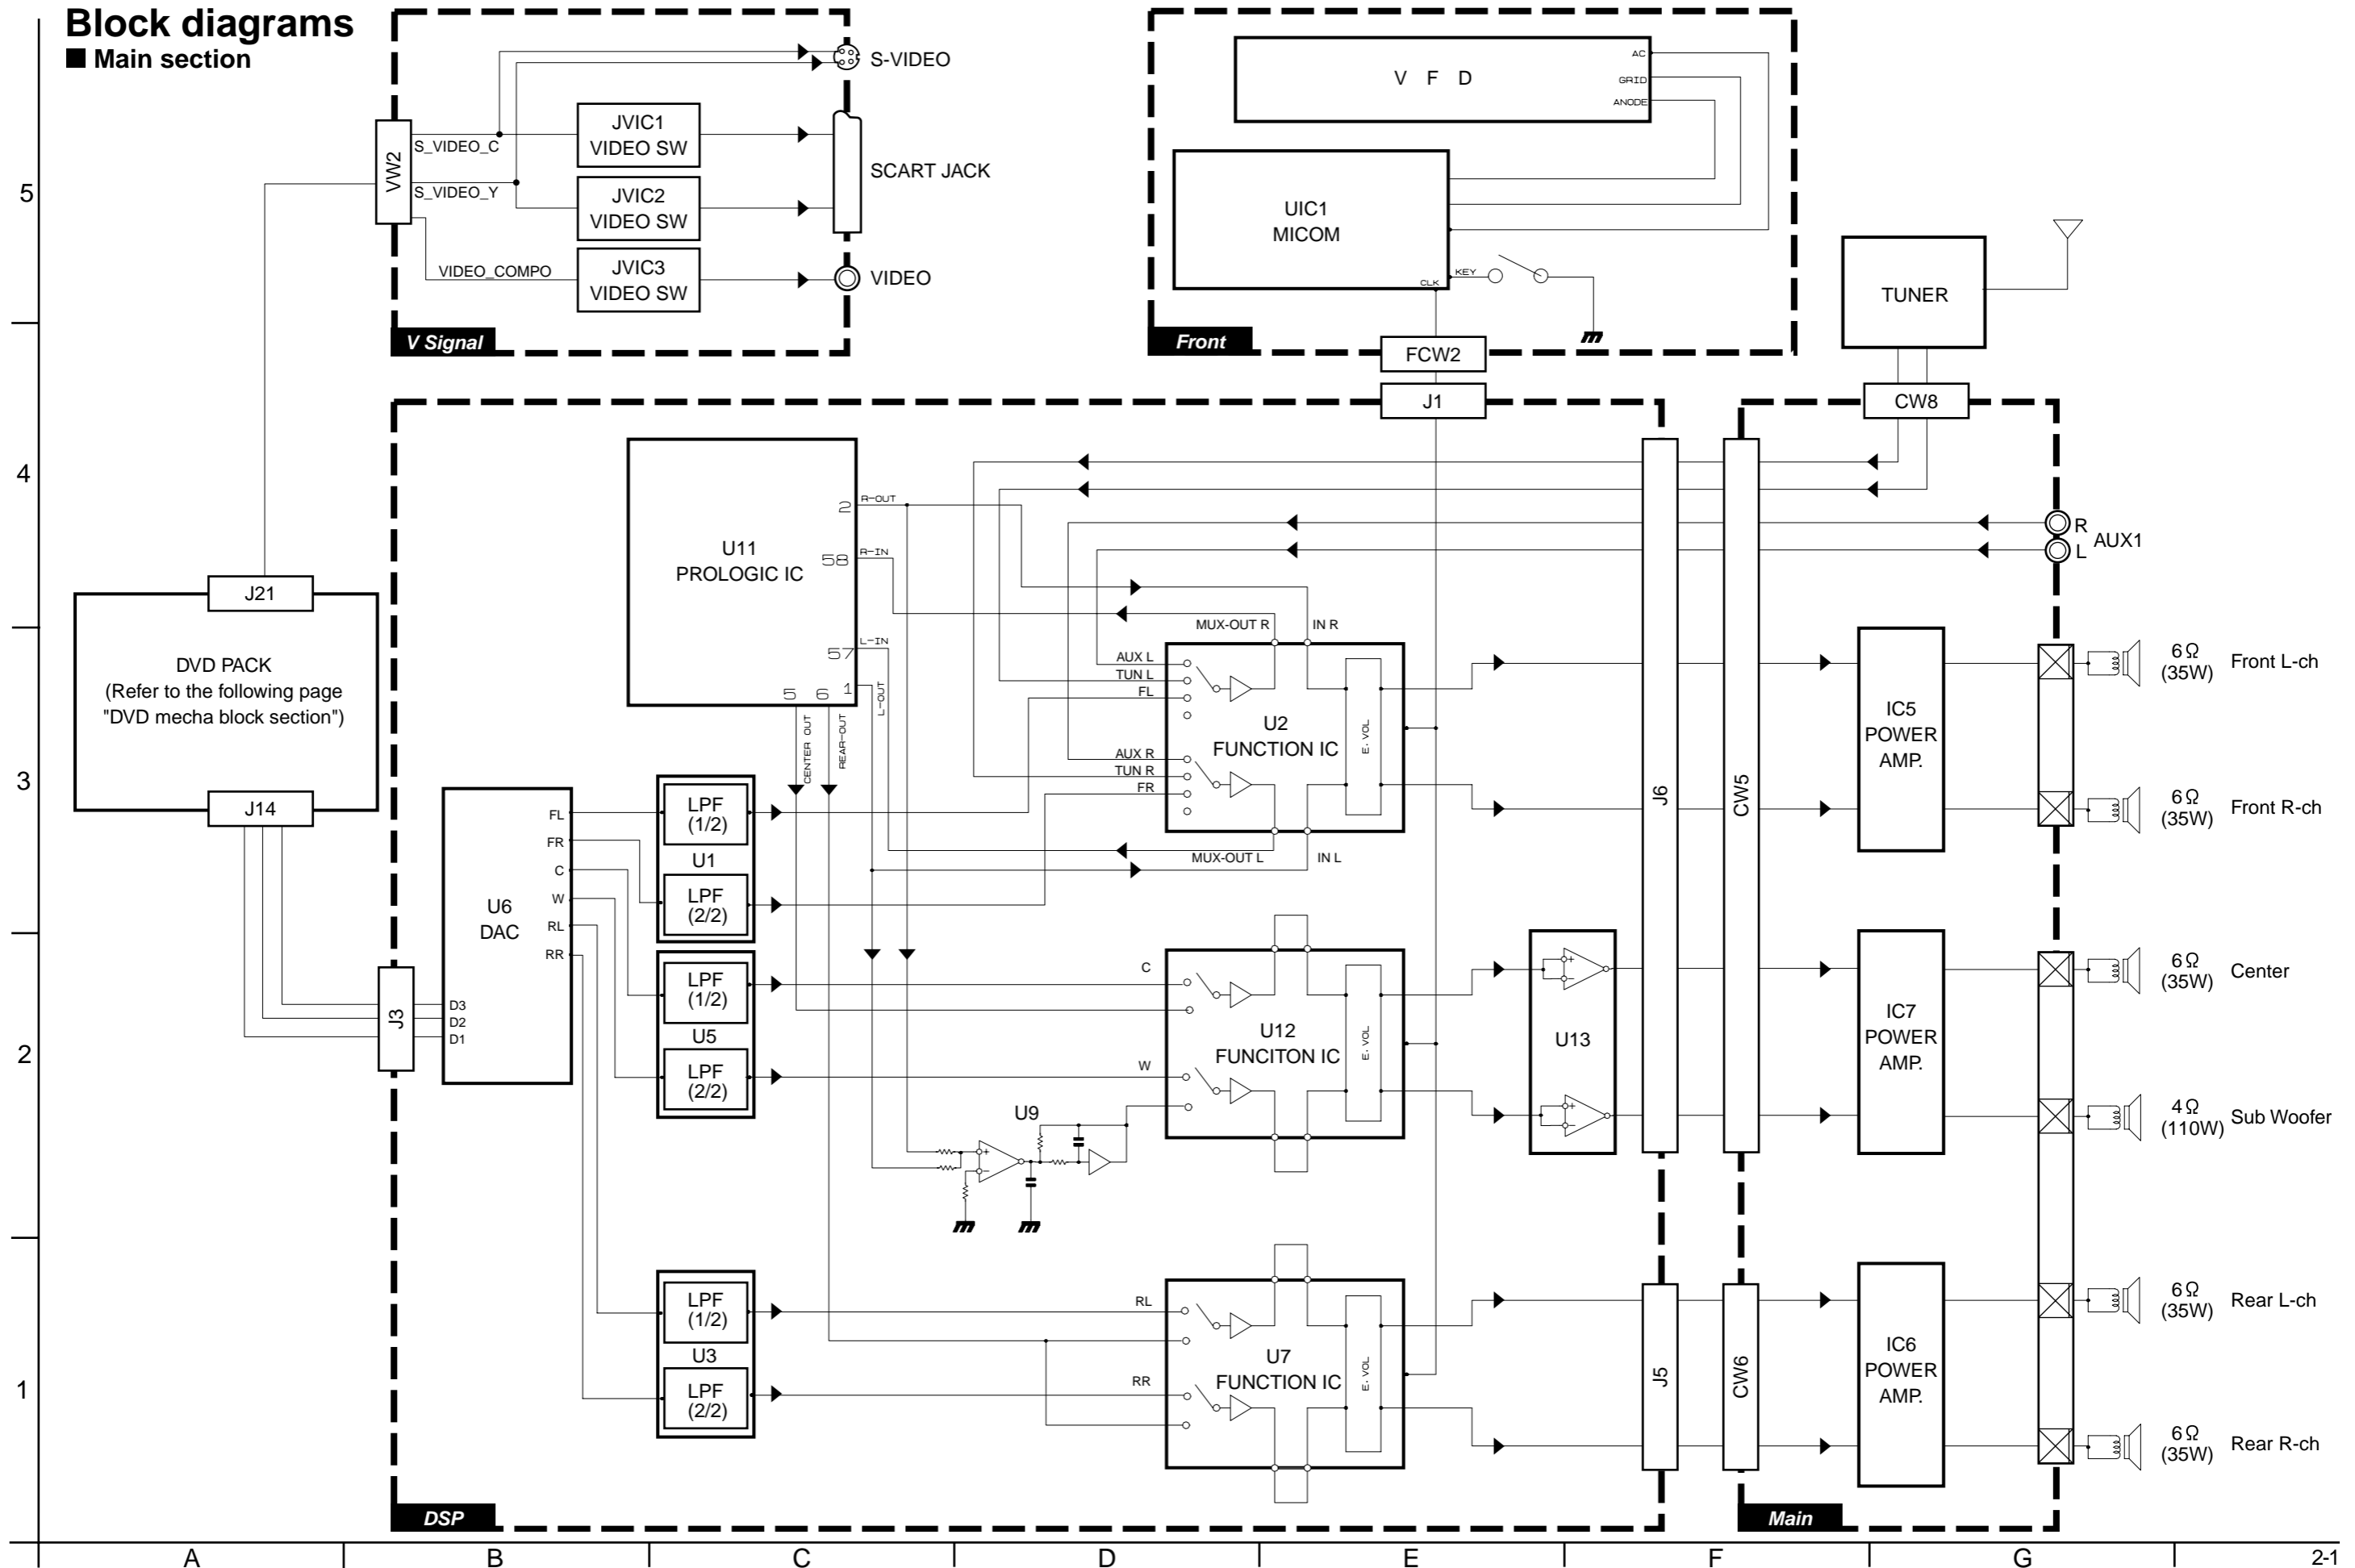 Block diagrams
■ Main section
S-VIDEO
JVIC1
VIDEO SW
S_VIDEO_C
VW2
S_VIDEO_Y
JVIC2
VIDEO SW
SCART JACK
VIDEO_COMPO
JVIC3
VIDEO SW
VIDEO
V Signal
V F D
AC
GRID
ANODE
UIC1
MICOM
CLK
KEY
Front
FCW2
J1
TUNER
CW8
5
4
3
2
1
U11
PROLOGIC IC
2
R-OUT
58
R-IN
57
L-IN
1
L-OUT
5
6
CENTER OUT
REAR-OUT
R
L
AUX1
J21
DVD PACK
(Refer to the following page
"DVD mecha block section")
J14
MUX-OUT R
IN R
AUX L
TUN L
FL
U2
FUNCTION IC
E. VOL
AUX R
TUN R
FR
MUX-OUT L
IN L
J6
CW5
IC5
POWER
AMP.
6Ω
(35W)
Front L-ch
6Ω
(35W)
Front R-ch
U6
DAC
FL
FR
C
W
RL
RR
D3
D2
D1
J3
LPF
(1/2)
U1
LPF
(2/2)
LPF
(1/2)
U5
LPF
(2/2)
C
U12
FUNCITON IC
E. VOL
W
U9
U13
IC7
POWER
AMP.
6Ω
(35W)
Center
4Ω
(110W)
Sub Woofer
LPF
(1/2)
U3
LPF
(2/2)
RL
U7
FUNCTION IC
E. VOL
RR
J5
CW6
IC6
POWER
AMP.
6Ω
(35W)
Rear L-ch
6Ω
(35W)
Rear R-ch
DSP
Main
A
B
C
D
E
F
G
2-1